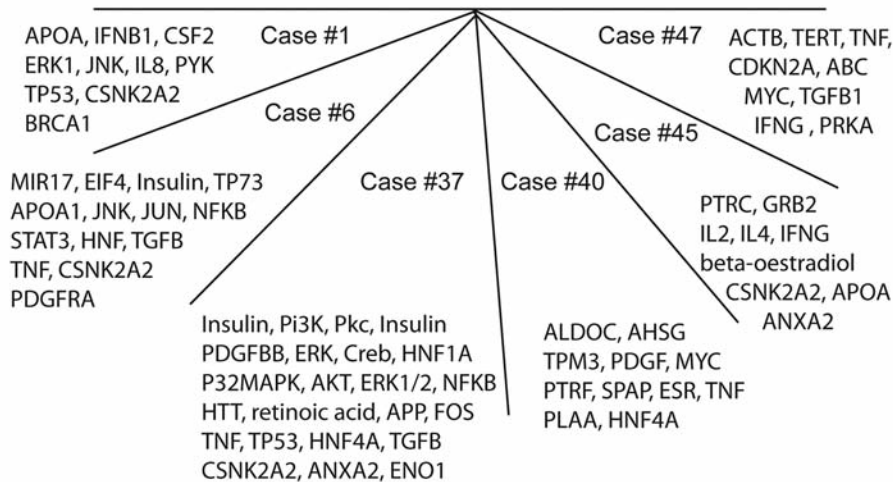 Case #1
APOA, IFNB1, CSF2
ERK1, JNK, IL8, PYK
TP53, CSNK2A2
BRCA1
Case #6
MIR17, EIF4, Insulin, TP73
APOA1, JNK, JUN, NFKB
STAT3, HNF, TGFB
TNF, CSNK2A2
PDGFRA
Case #37
Insulin, Pi3K, Pkc, Insulin
PDGFBB, ERK, Creb, HNF1A
P32MAPK, AKT, ERK1/2, NFKB
HTT, retinoic acid, APP, FOS
TNF, TP53, HNF4A, TGFB
CSNK2A2, ANXA2, ENO1
Case #40
ALDOC, AHSG
TPM3, PDGF, MYC
PTRF, SPAP, ESR, TNF
PLAA, HNF4A
Case #45
PTRC, GRB2
IL2, IL4, IFNG
beta-oestradiol
CSNK2A2, APOA
ANXA2
Case #47
ACTB, TERT, TNF,
CDKN2A, ABC
MYC, TGFB1
IFNG , PRKA